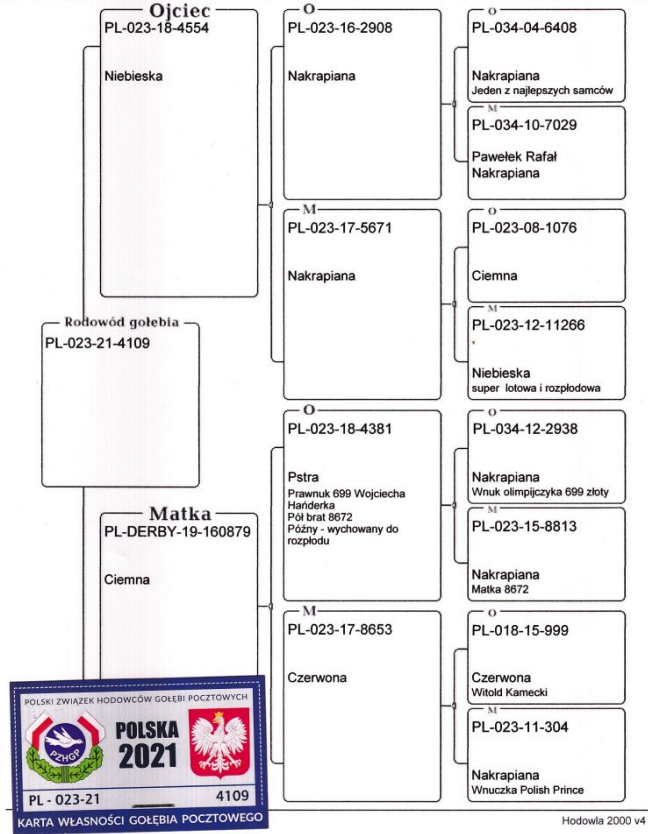 Ojciec
PL-023-18-4554
Niebieska
O
PL-023-16-2908
Nakrapiana
O
PL-034-04-6408
Nakrapiana
Jeden z najlepszych samców
M
PL-034-10-7029
Pawełek Rafał
Nakrapiana
M
PL-023-17-5671
Nakrapiana
O
PL-023-08-1076
Ciemna
M
PL-023-12-11266
Niebieska
super lotowa i rozpłodowa
Rodowód gołębia
PL-023-21-4109
Matka
PL-DERBY-19-160879
Ciemna
O
PL-023-18-4381
Pstra
Prawnuk 699 Wojciecha
Hańderka
Pół brat 8672
Późny - wychowany do
rozpłodu
O
PL-034-12-2938
Nakrapiana
Wnuk olimpijczyka 699 złoty
M
PL-023-15-8813
Nakrapiana
Matka 8672
M
PL-023-17-8653
Czerwona
O
PL-018-15-999
Czerwona
Witold Kamecki
M
PL-023-11-304
Nakrapiana
Wnuczka Polish Prince
POLSKI ZWIĄZEK HODOWCÓW GOŁĘBI POCZTOWYCH
PZHGP
POLSKA
2021
PL - 023-21 4109
KARTA WŁASNOŚCI GOŁĘBIA POCZTOWEGO
Hodowla 2000 v4